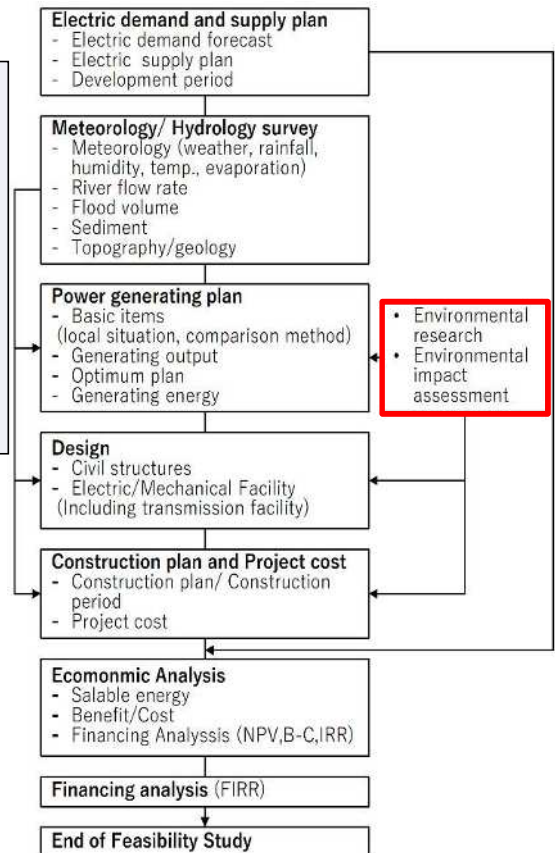 Electric demand and supply plan
- Electric demand forecast
- Electric supply plan
- Development period
Meteorology/ Hydrology survey
- Meteorology (weather, rainfall,
humidity, temp., evaporation)
- River flow rate
- Flood volume
- Sediment
- Topography/geology
Power generating plan
- Basic items
(local situation, comparison method)
- Generating output
- Optimum plan
- Generating energy
• Environmental
research
• Environmental
impact
assessment
Design
- Civil structures
- Electric/Mechanical Facility
(Including transmission facility)
Construction plan and Project cost
- Construction plan/ Construction
period
- Project cost
Ecomonmic Analysis
- Salable energy
- Benefit/Cost
- Financing Analyssis (NPV,B-C,IRR)
Financing analysis (FIRR)
End of Feasibility Study